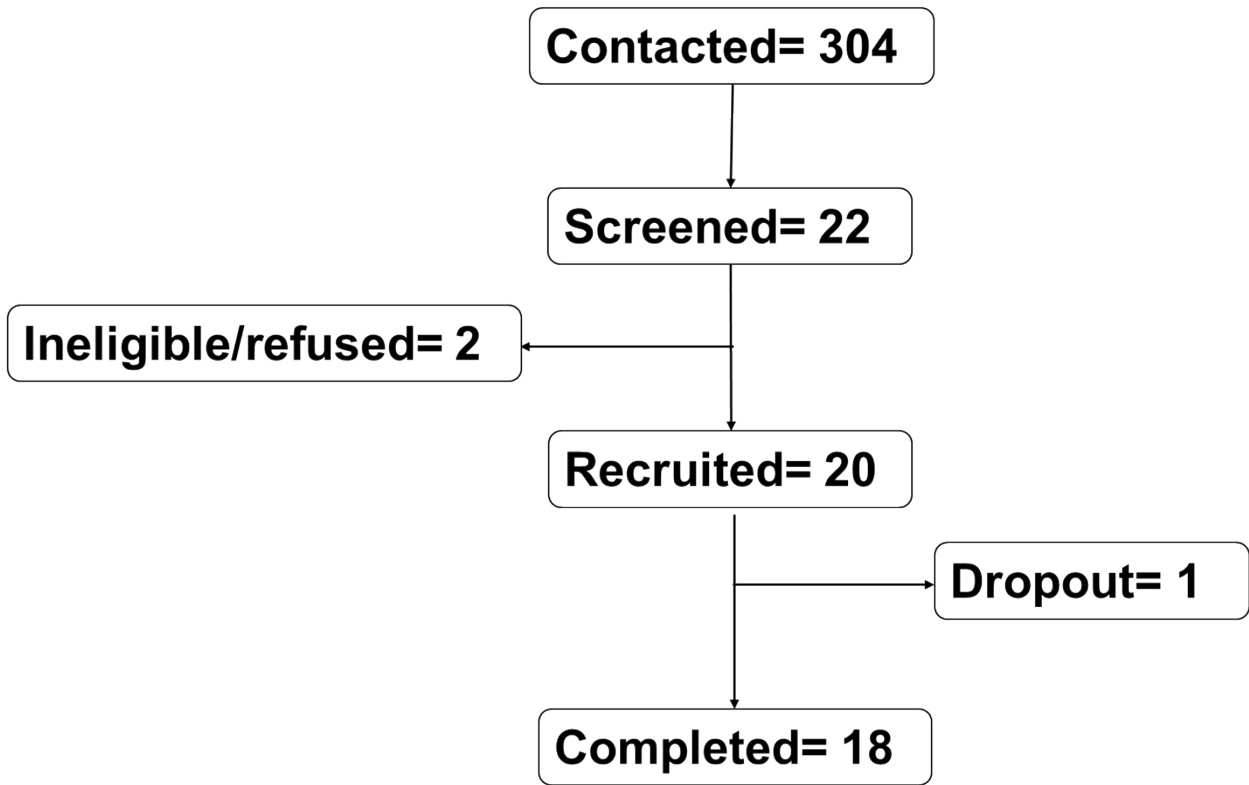 Contacted= 304
Screened= 22
Ineligible/refused= 2
Recruited= 20
Dropout= 1
Completed= 18